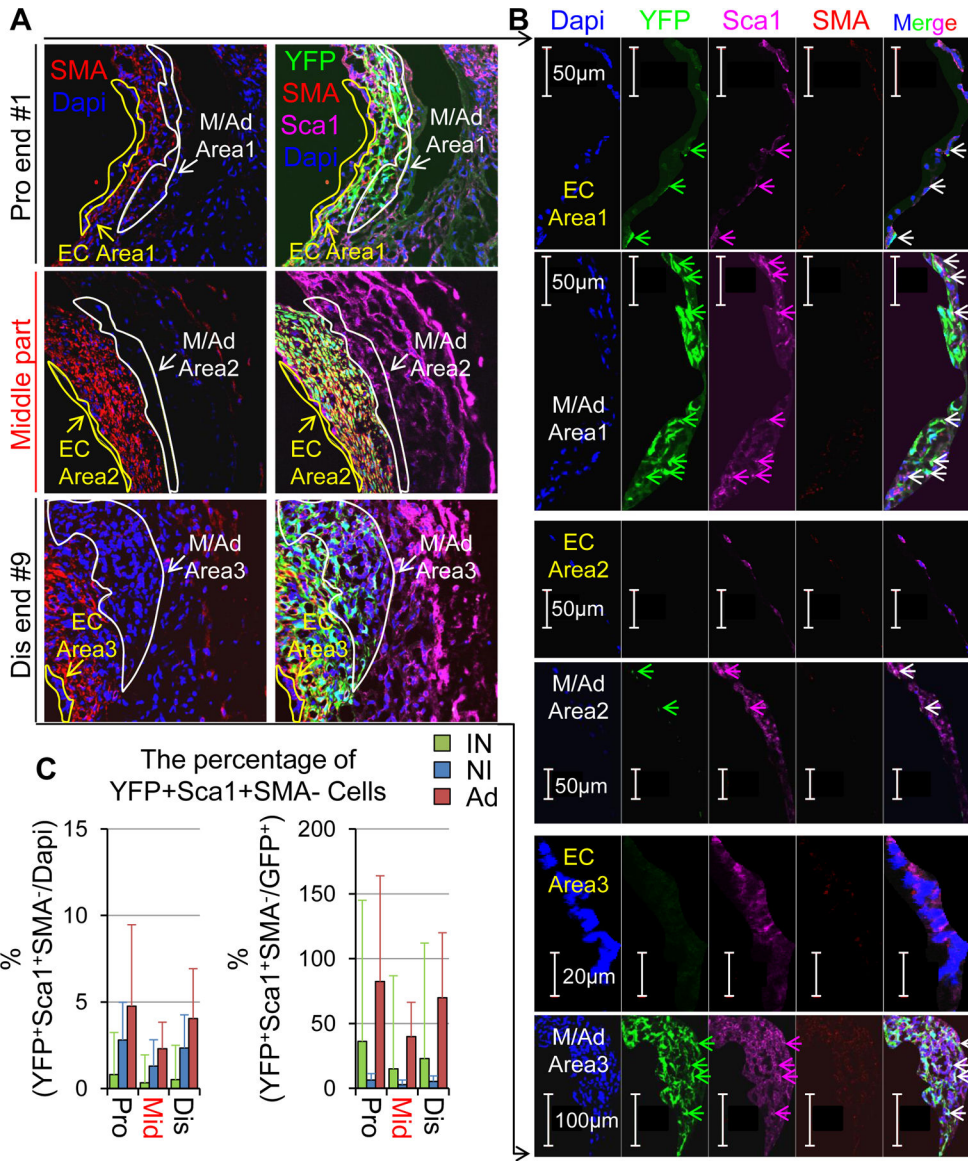 A
Pro end #1
SMA
Dapi
M/Ad
Area1
EC Area1
YFP
SMA
Sca1
Dapi
M/Ad
Area1
EC Area1
Middle part
M/Ad
Area2
EC
Area2
M/Ad
Area2
EC
Area2
Dis end #9
M/Ad
Area3
EC
Area3
M/Ad
Area3
EC
Area3
B
Dapi YFP Sca1 SMA Merge
50μm
EC
Area1
50μm
M/Ad
Area1
EC
Area2
50μm
M/Ad
Area2
50μm
EC
Area3
20μm
M/Ad
Area3
100μm
C
The percentage of
YFP+Sca1+SMA- Cells
IN
NI
Ad
%
(YFP⁺Sca1⁺SMA⁻/Dapi)
15
10
5
0
Pro Mid Dis
%
(YFP⁺Sca1⁺SMA⁻/GFP⁺)
200
150
100
50
0
Pro Mid Dis